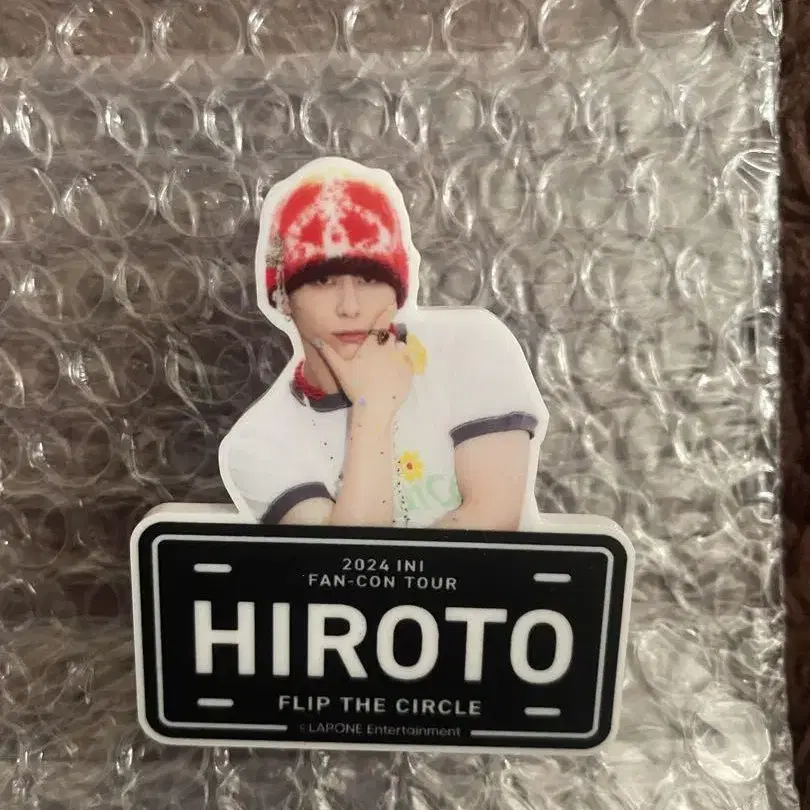 2024 INI
FAN-CON TOUR
HIROTO
FLIP THE CIRCLE
© LAPONE Entertainment